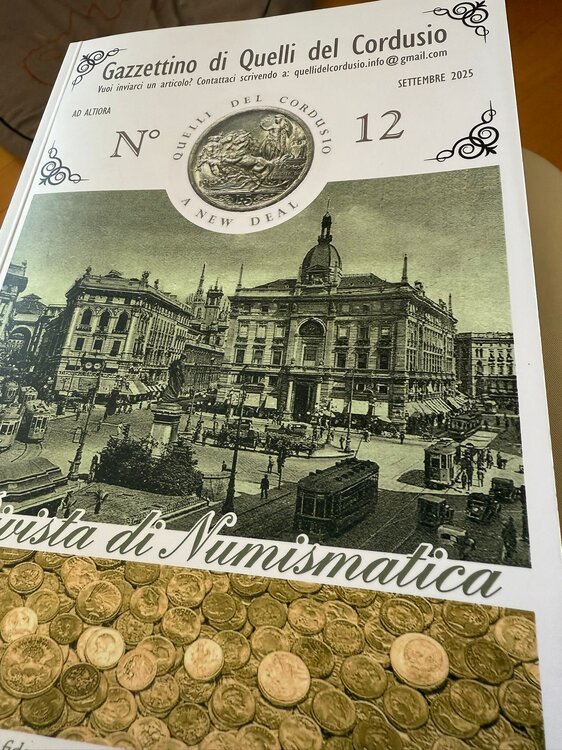 Gazzettino di Quelli del Cordusio
Vuoi inviarci un articolo? Contattaci scrivendo a: quellidelcordusio.info@gmail.com
AD ALTIORA
SETTEMBRE 2025
N° 12
QUELLI DEL CORDUSIO
A NEW DEAL
di Numismatica